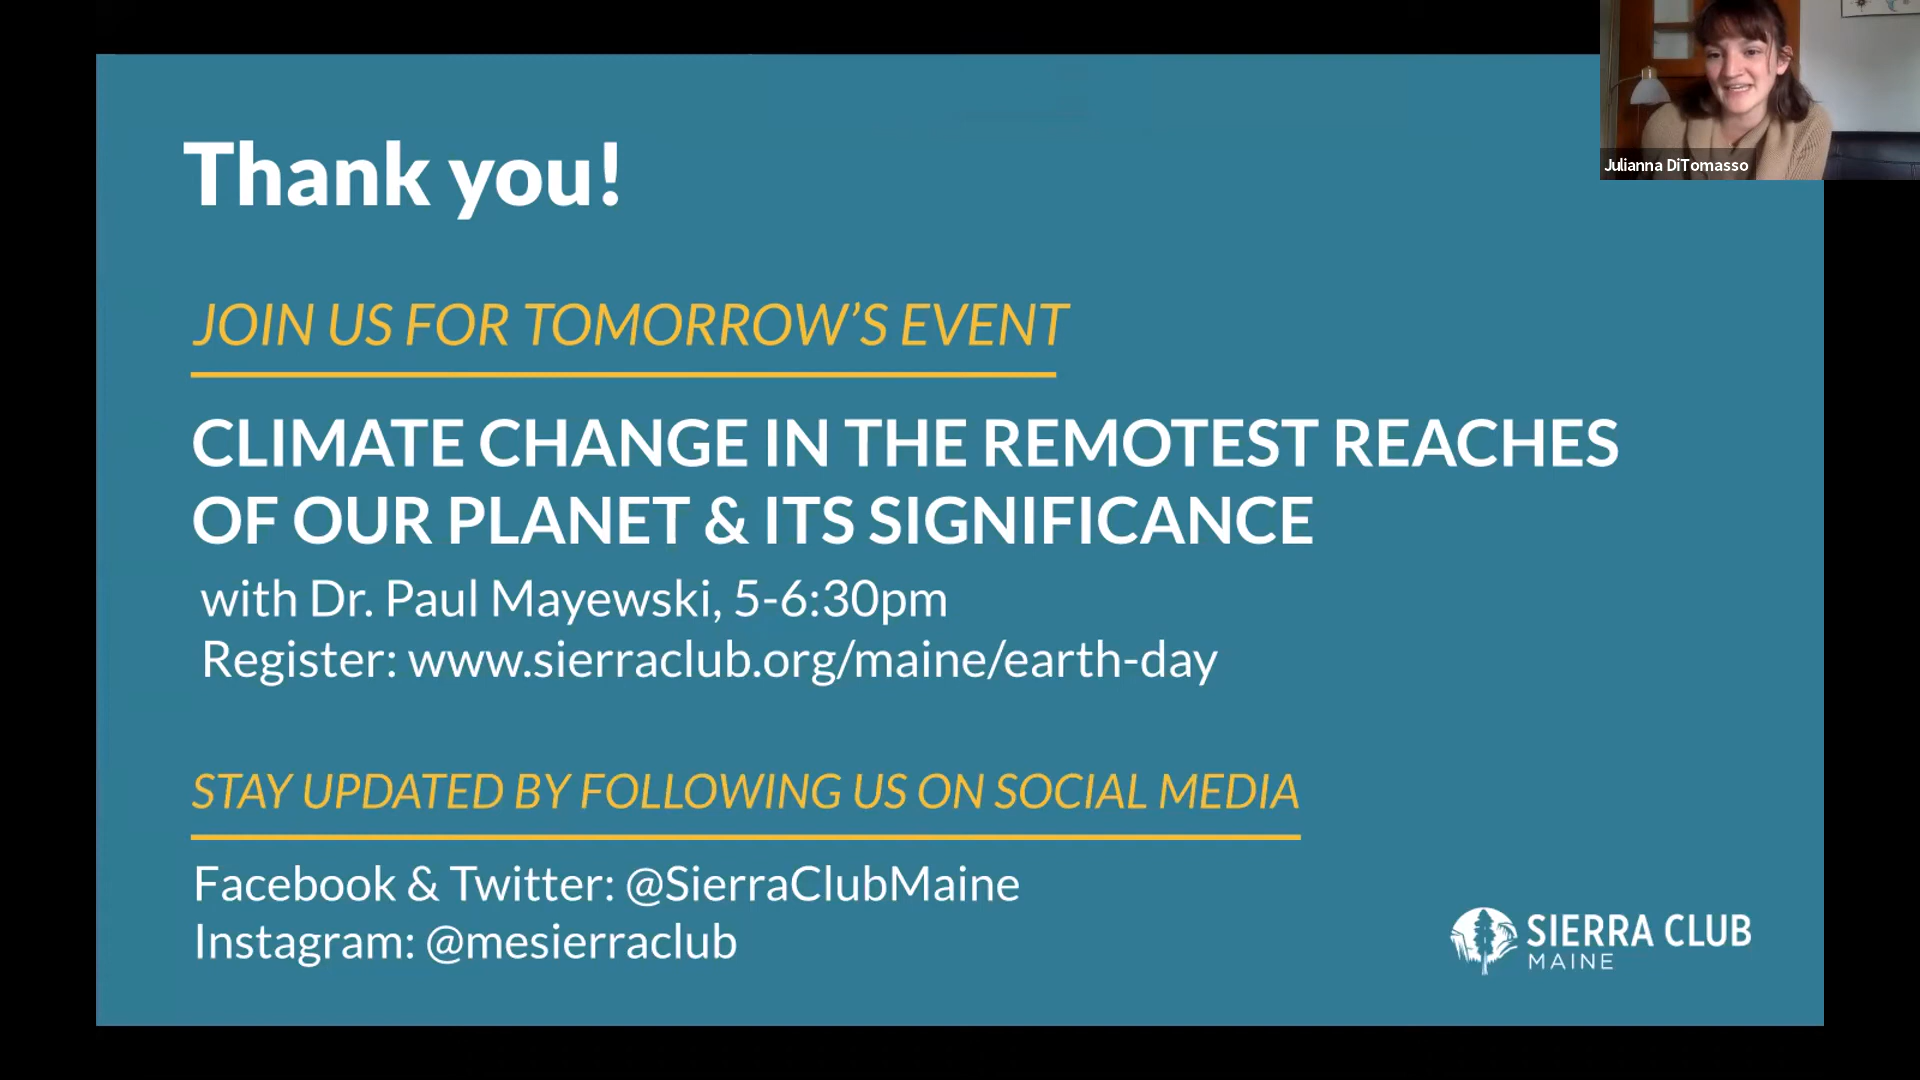 Thank you!
JOIN US FOR TOMORROW’S EVENT
CLIMATE CHANGE IN THE REMOTEST REACHES
OF OUR PLANET & ITS SIGNIFICANCE
with Dr. Paul Mayewski, 5-6:30pm
Register: www.sierraclub.org/maine/earth-day
STAY UPDATED BY FOLLOWING US ON SOCIAL MEDIA
Facebook & Twitter: @SierraClubMaine
Instagram: @mesierraclub
SIERRA CLUB
MAINE
Julianna DiTomasso